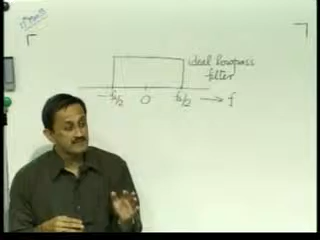 ideal lowpass
filter
-fs/2 0 fs/2 → f